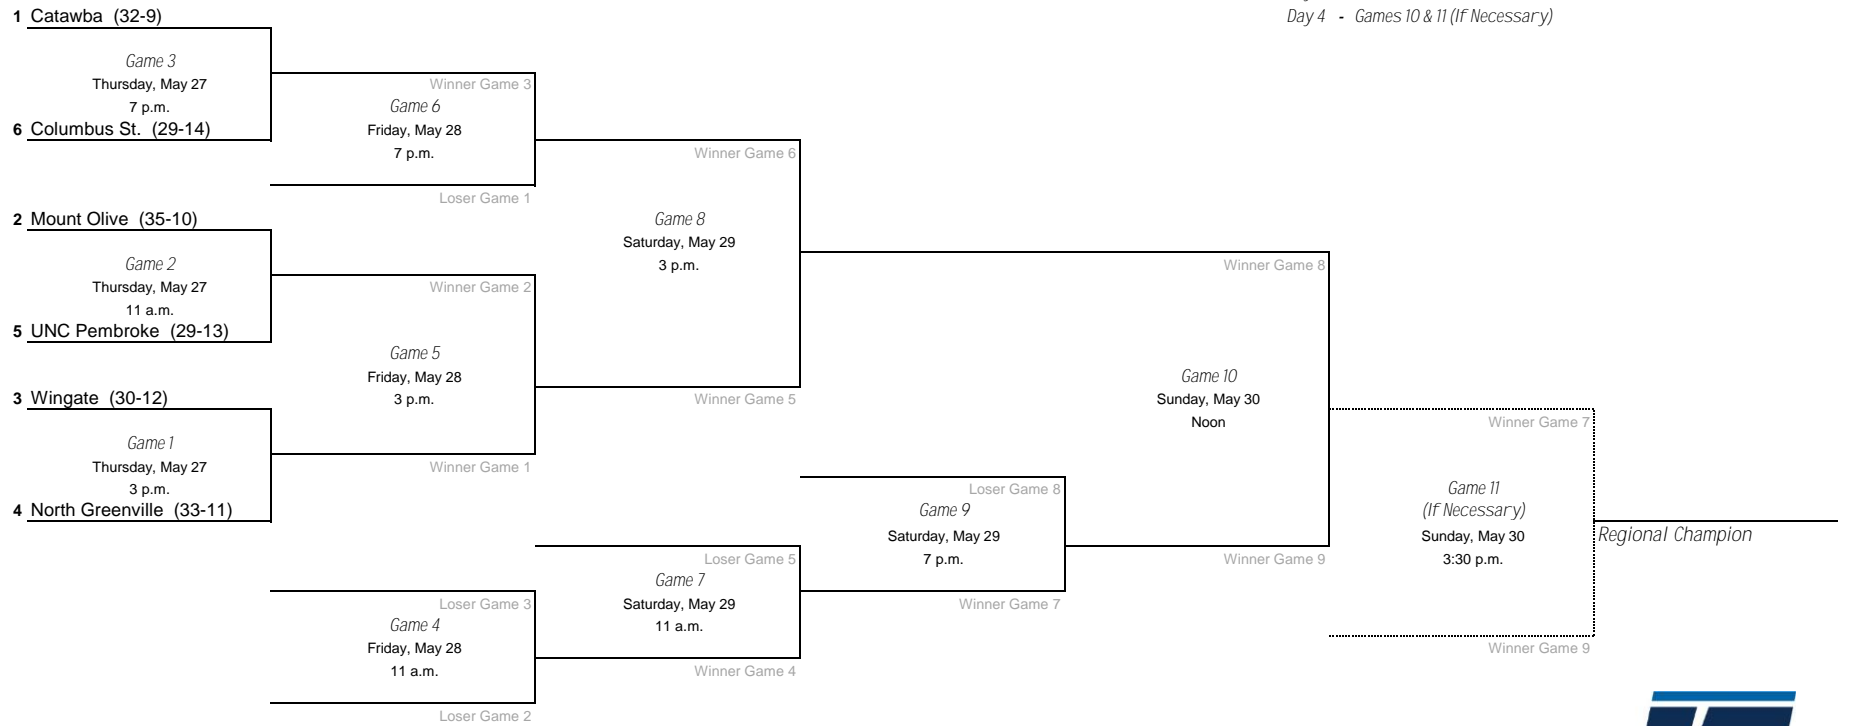 1 Catawba (32-9)
Day 4 - Games 10 & 11 (If Necessary)
Game 3
Thursday, May 27
7 p.m.
6 Columbus St. (29-14)
Winner Game 3
Game 6
Friday, May 28
7 p.m.
Loser Game 1
2 Mount Olive (35-10)
Game 2
Thursday, May 27
11 a.m.
5 UNC Pembroke (29-13)
Winner Game 2
Game 5
Friday, May 28
3 p.m.
Winner Game 1
3 Wingate (30-12)
Game 1
Thursday, May 27
3 p.m.
4 North Greenville (33-11)
Winner Game 6
Game 8
Saturday, May 29
3 p.m.
Winner Game 5
Loser Game 3
Game 4
Friday, May 28
11 a.m.
Loser Game 2
Loser Game 5
Game 7
Saturday, May 29
11 a.m.
Winner Game 4
Loser Game 8
Game 9
Saturday, May 29
7 p.m.
Winner Game 7
Winner Game 8
Game 10
Sunday, May 30
Noon
Winner Game 9
Winner Game 7
Game 11
(If Necessary)
Sunday, May 30
3:30 p.m.
Winner Game 9
Regional Champion